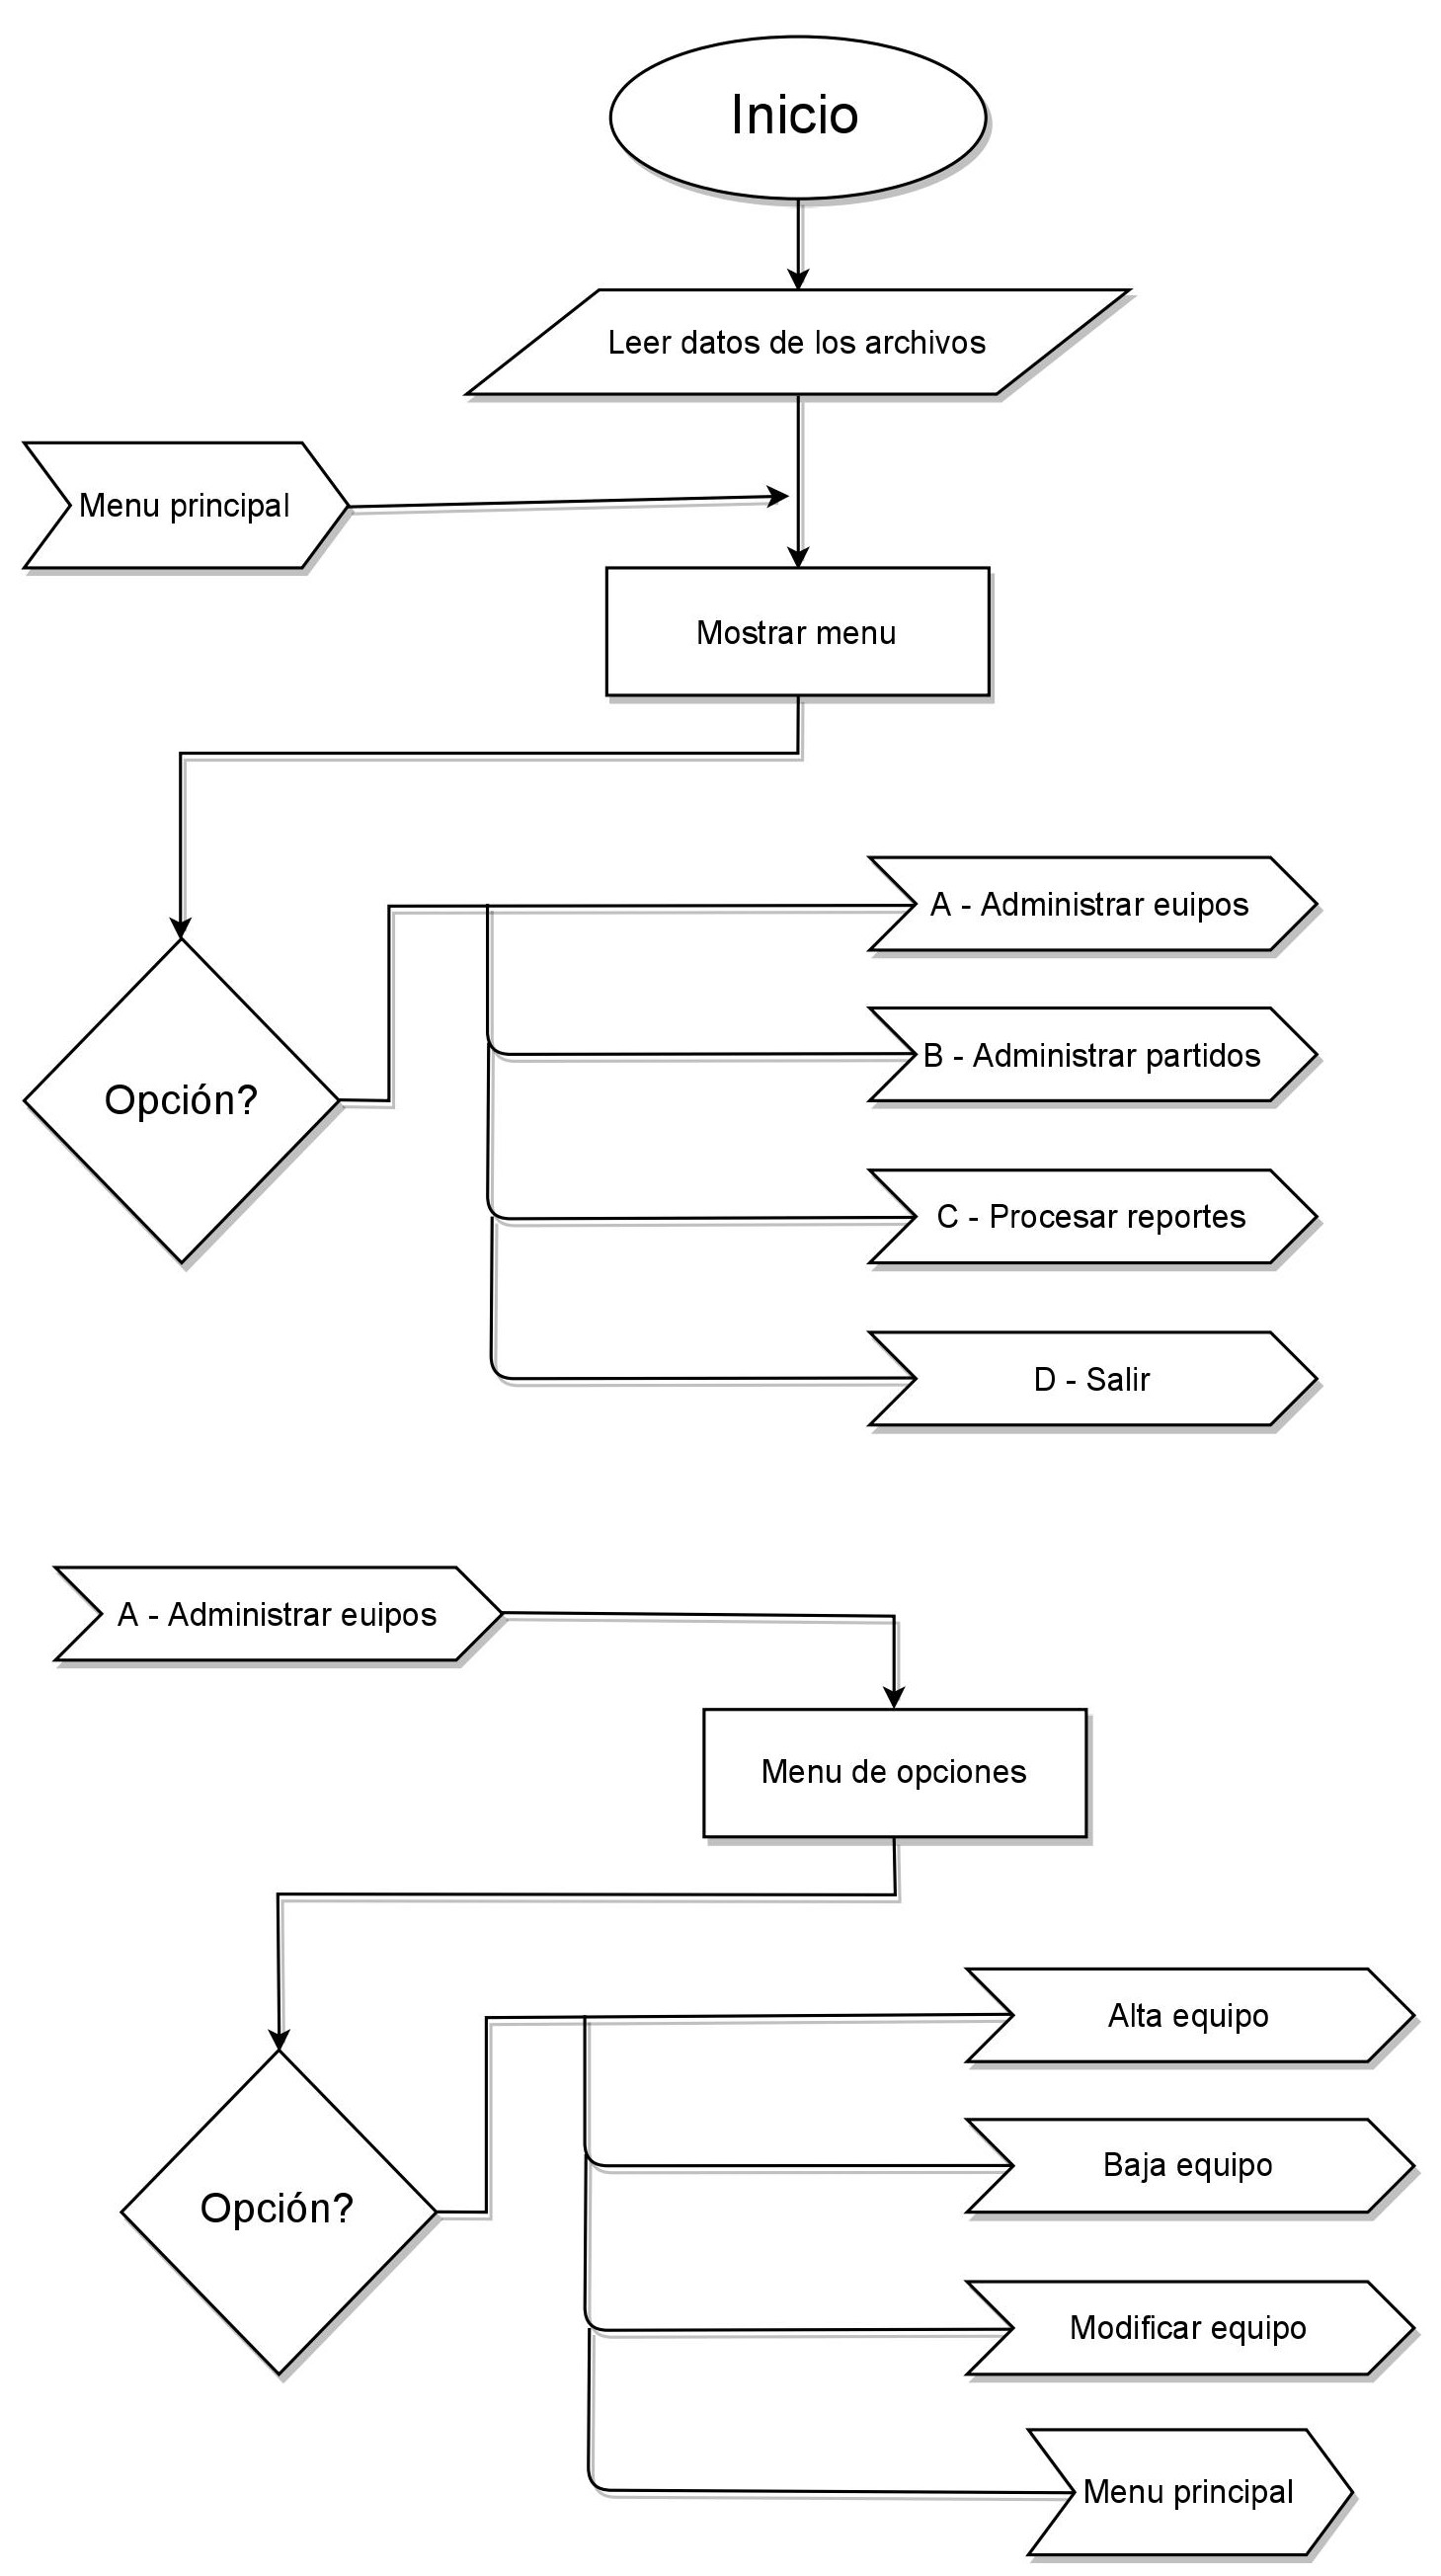 Inicio
Leer datos de los archivos
Menu principal
Mostrar menu
Opción?
A - Administrar euipos
B - Administrar partidos
C - Procesar reportes
D - Salir
A - Administrar euipos
Menu de opciones
Opción?
Alta equipo
Baja equipo
Modificar equipo
Menu principal